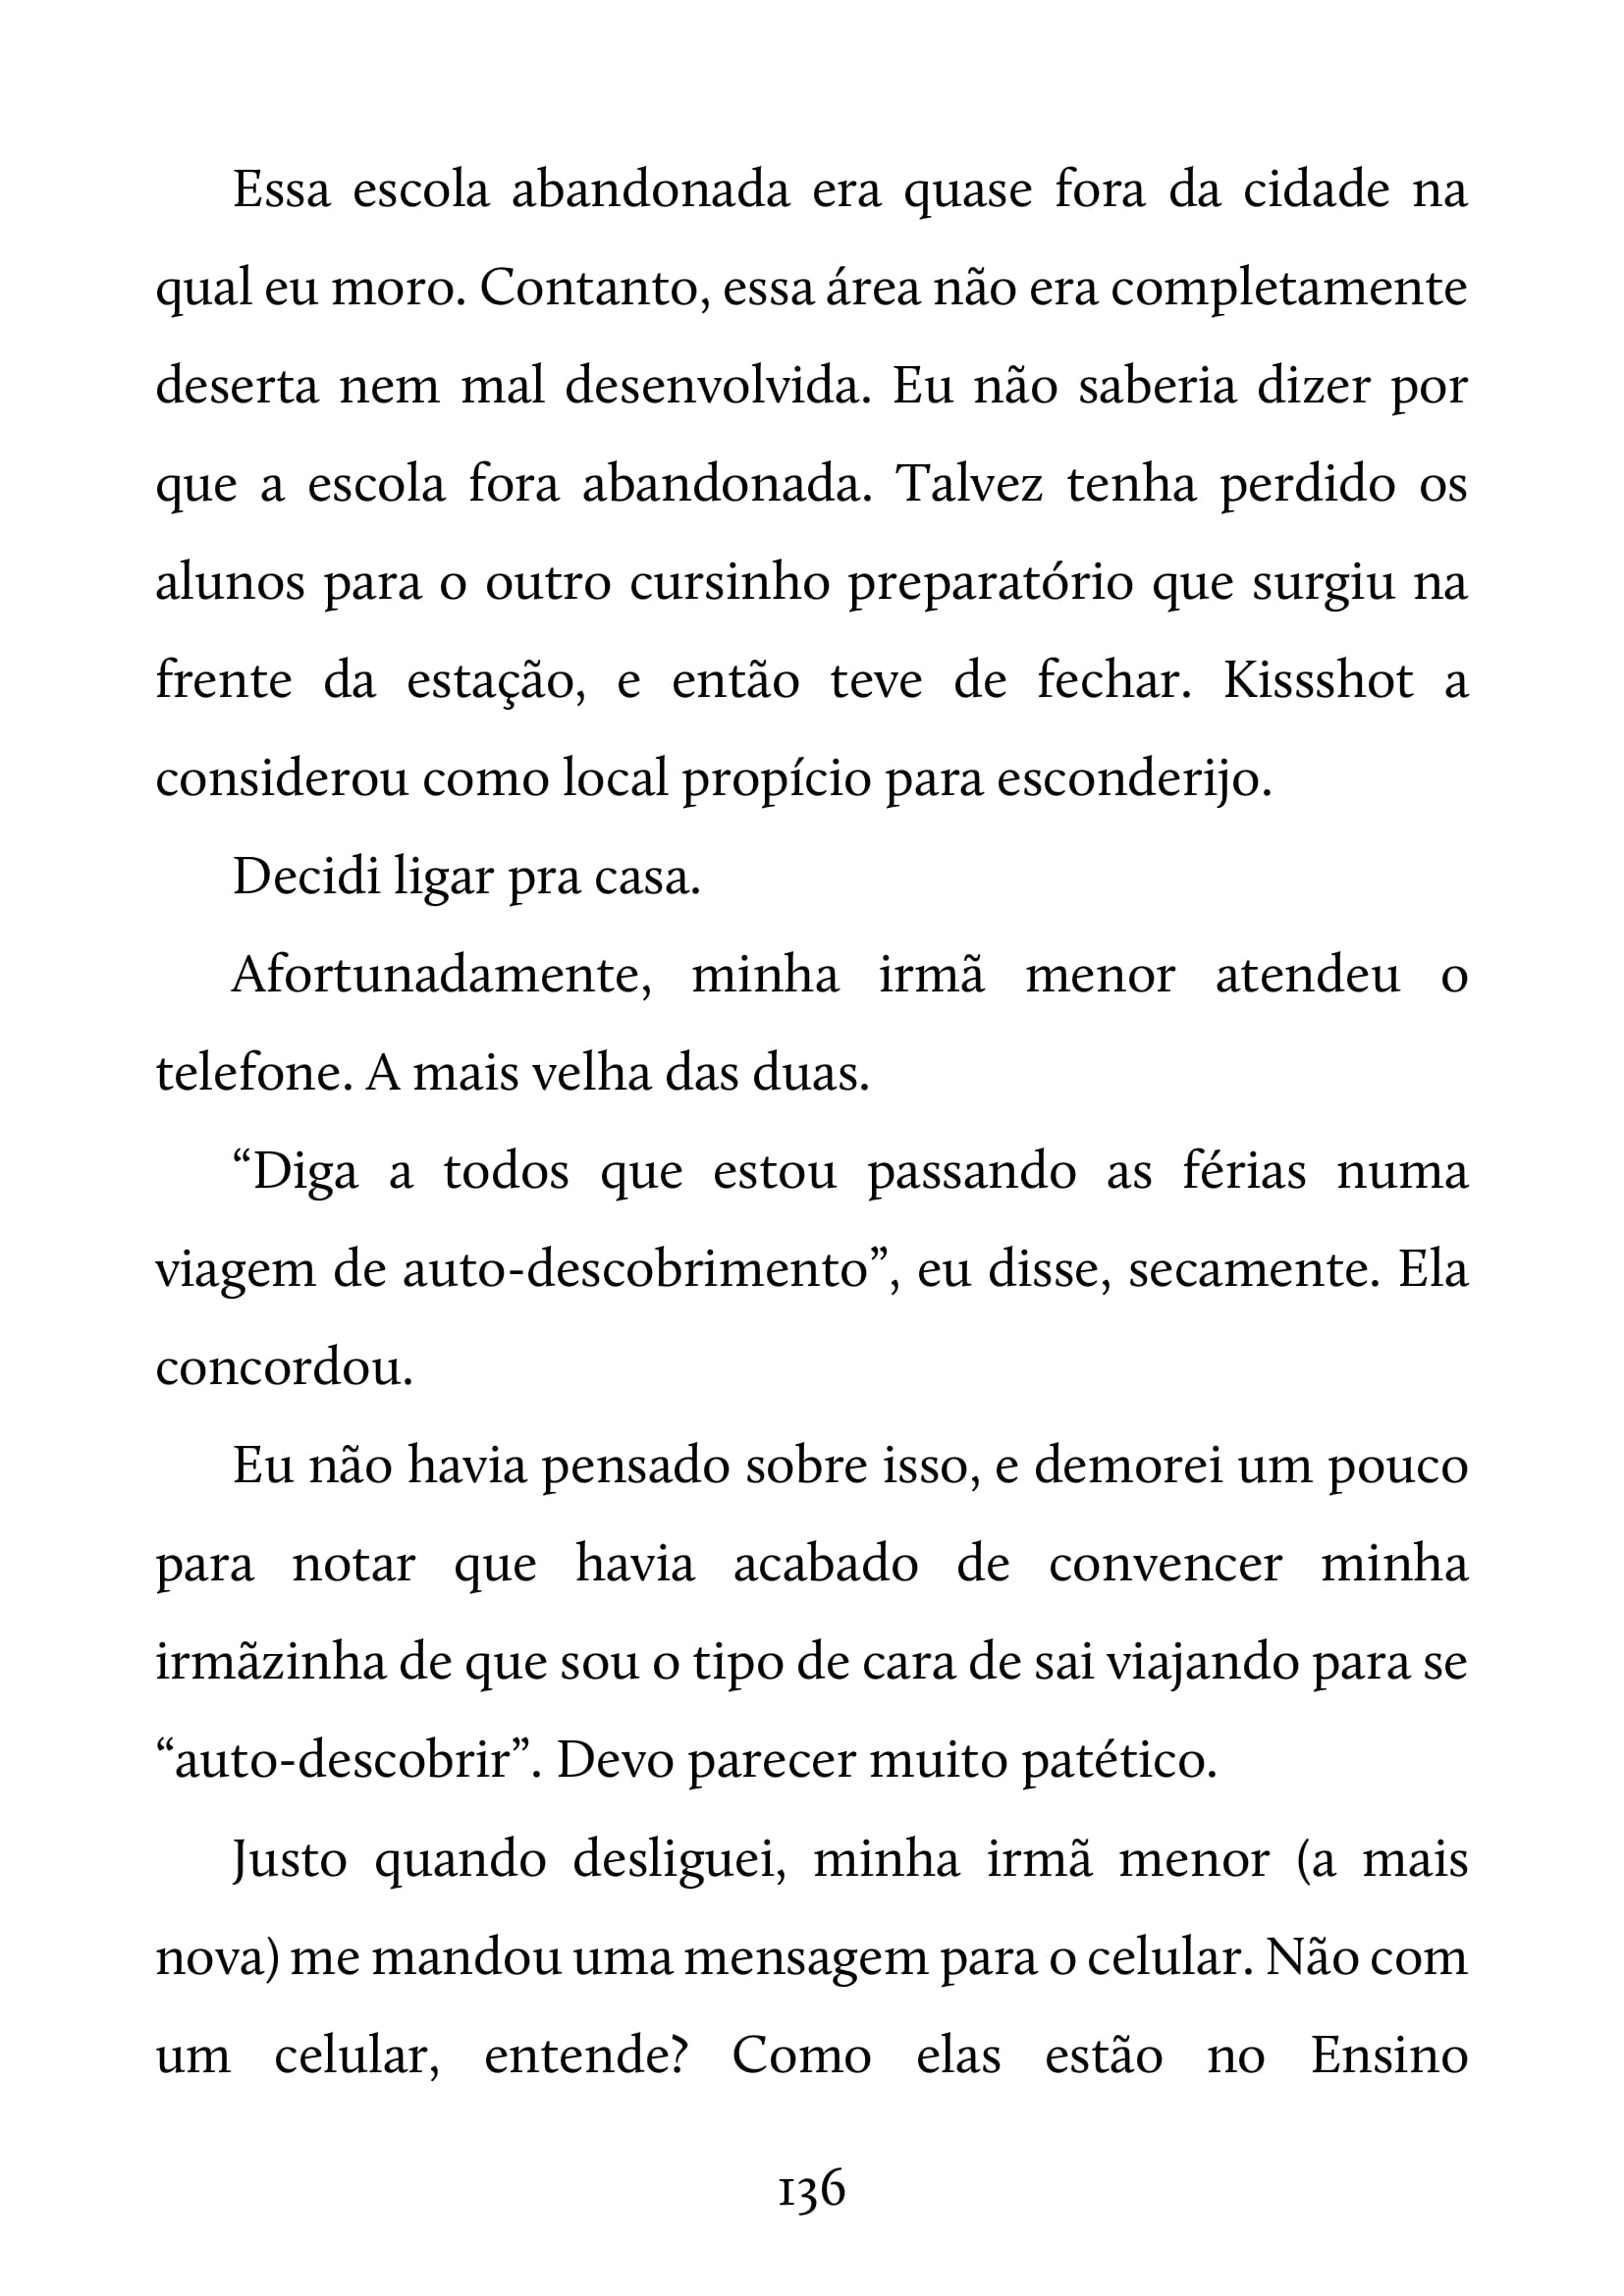 Essa escola abandonada era quase fora da cidade na
qual eu moro. Contanto, essa área não era completamente
deserta nem mal desenvolvida. Eu não saberia dizer por
que a escola fora abandonada. Talvez tenha perdido os
alunos para o outro cursinho preparatório que surgiu na
frente da estação, e então teve de fechar. Kissshot a
considerou como local propício para esconderijo.
Decidi ligar pra casa.
Afortunadamente, minha irmã menor atendeu o
telefone. A mais velha das duas.
“Diga a todos que estou passando as férias numa
viagem de auto-descobrimento”, eu disse, secamente. Ela
concordou.
Eu não havia pensado sobre isso, e demorei um pouco
para notar que havia acabado de convencer minha
irmãzinha de que sou o tipo de cara de sai viajando para se
“auto-descobrir”. Devo parecer muito patético.
Justo quando desliguei, minha irmã menor (a mais
nova) me mandou uma mensagem para o celular. Não com
um celular, entende? Como elas estão no Ensino
136